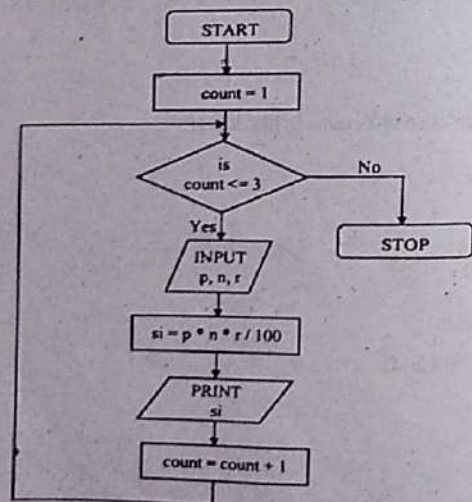 START
count = 1
is
count <= 3
No
Yes
STOP
INPUT
p, n, r
si = p * n * r / 100
PRINT
si
count = count + 1